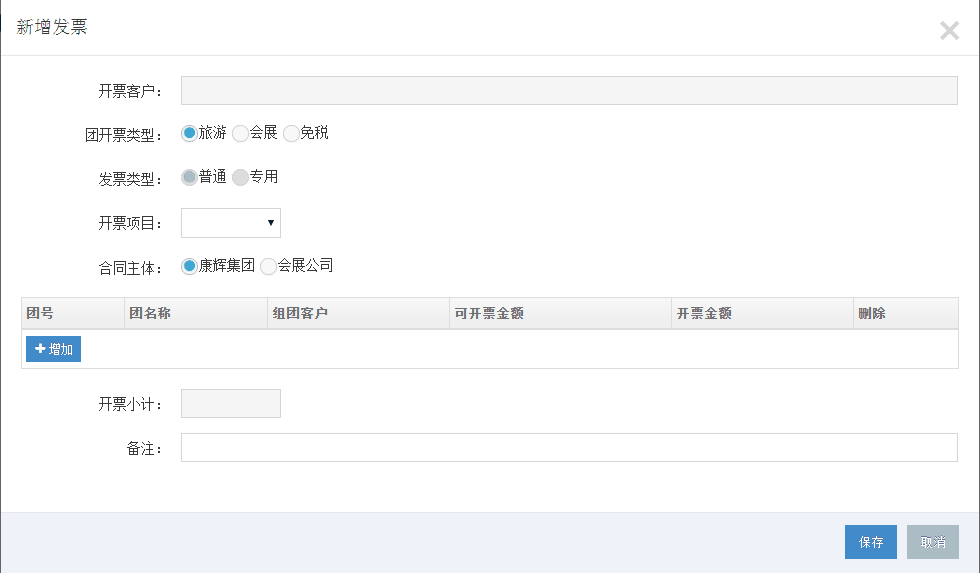 新增发票
开票客户：
团开票类型： 旅游 会展 免税
发票类型： 普通 专用
开票项目：
合同主体： 康辉集团 会展公司
团号 团名称 组团客户 可开票金额 开票金额 删除
增加
开票小计：
备注：
保存 取消